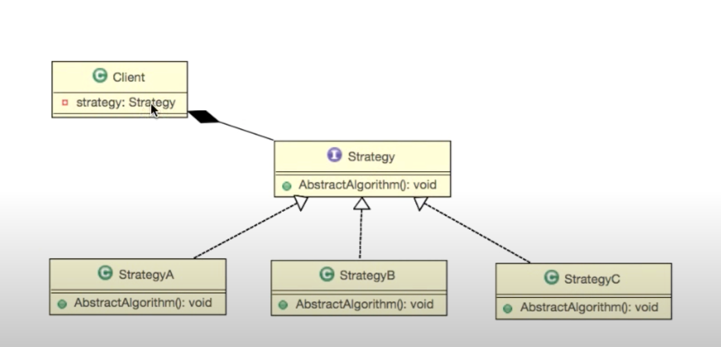 C Client
strategy: Strategy
I Strategy
AbstractAlgorithm(): void
C StrategyA
AbstractAlgorithm(): void
C StrategyB
AbstractAlgorithm(): void
C StrategyC
AbstractAlgorithm(): void